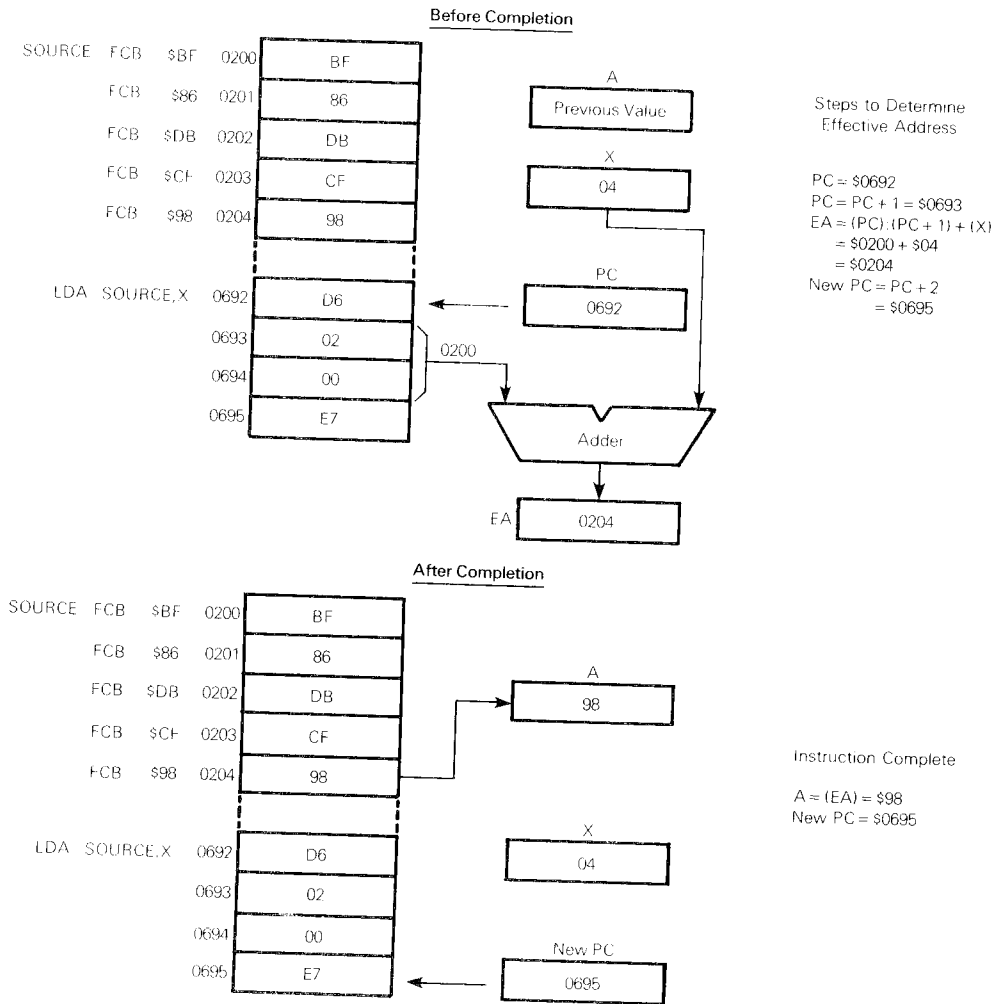 Before Completion
SOURCE FCB $BF 0200 BF
FCB $86 0201 86
FCB $DB 0202 DB
FCB $CF 0203 CF
FCB $98 0204 98
LDA SOURCE,X 0692 D6
0693 02
0694 00
0695 E7
0200
A
Previous Value
X
04
PC
0692
Adder
EA 0204
Steps to Determine
Effective Address
PC = $0692
PC = PC + 1 = $0693
EA = (PC):(PC + 1) + (X)
= $0200 + $04
= $0204
New PC = PC + 2
= $0695
After Completion
SOURCE FCB $BF 0200 BF
FCB $86 0201 86
FCB $DB 0202 DB
FCB $CF 0203 CF
FCB $98 0204 98
LDA SOURCE,X 0692 D6
0693 02
0694 00
0695 E7
A
98
X
04
New PC
0695
Instruction Complete
A = (EA) = $98
New PC = $0695